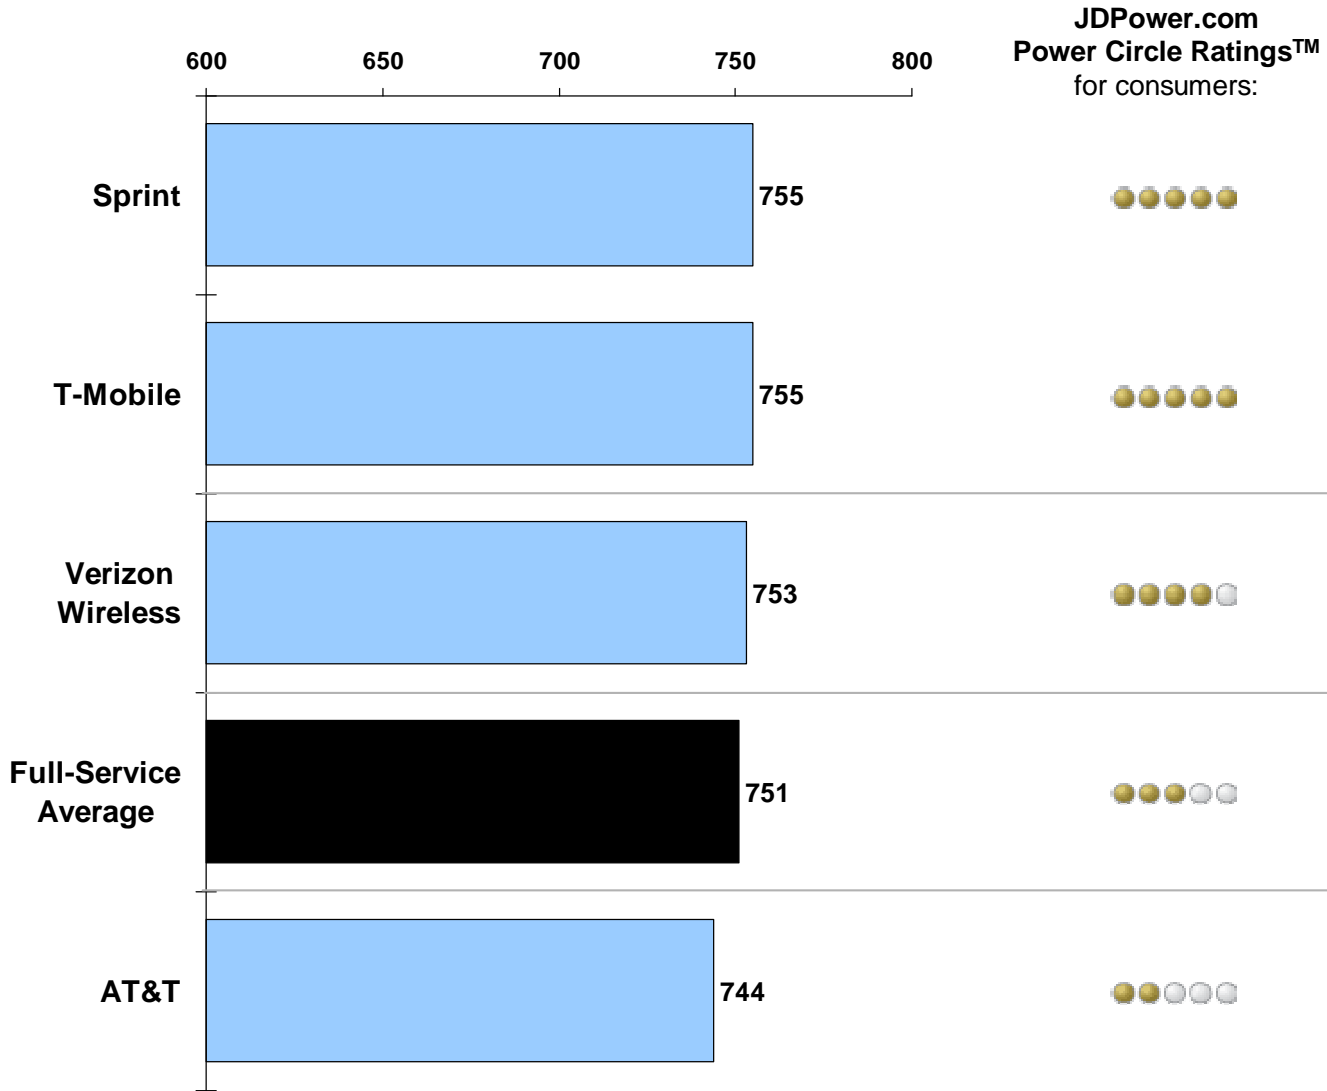 JDPower.com
Power Circle Ratings™
for consumers:
600 650 700 750 800
Sprint 755
T-Mobile 755
Verizon
Wireless
753
Full-Service
Average
751
AT&T 744